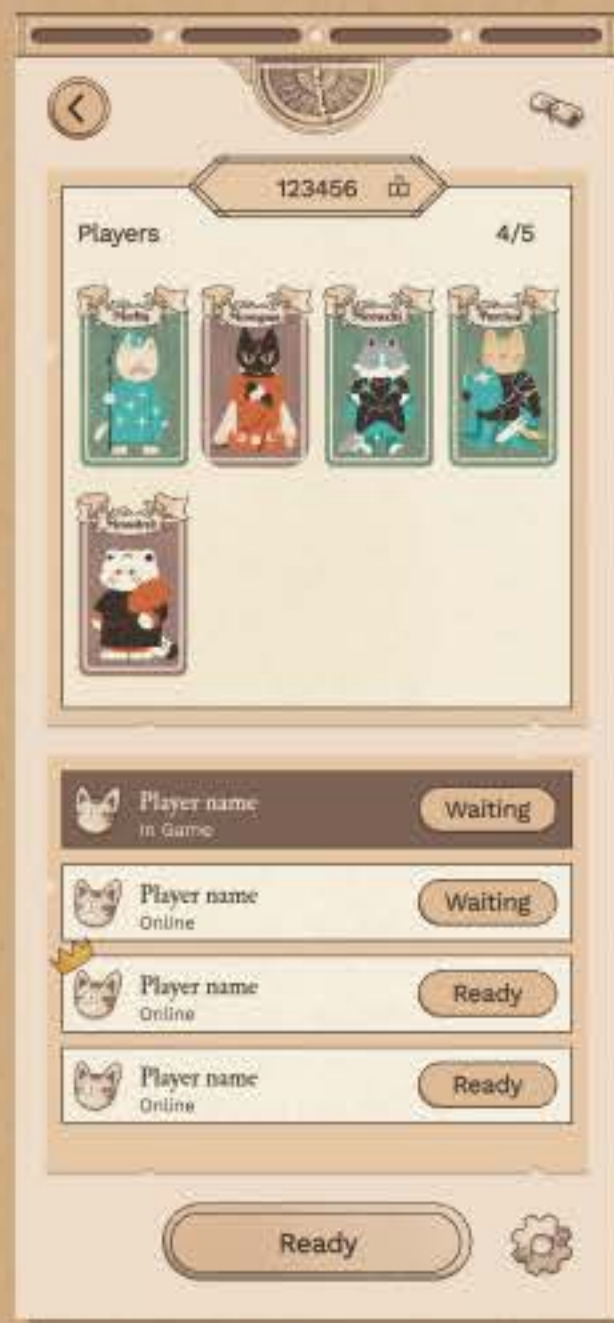 123456
Players 4/5
Player name
In Game
Waiting
Player name
Online
Waiting
Player name
Online
Ready
Player name
Online
Ready
Ready